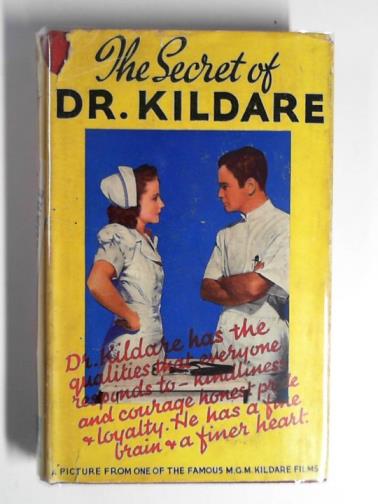 The Secret of
DR. KILDARE
Dr. Kildare has the
qualities that everyone
responds to – kindliness
and courage honest pride
& loyalty. He has a fine
brain & a finer heart.
A PICTURE FROM ONE OF THE FAMOUS M.G.M. KILDARE FILMS